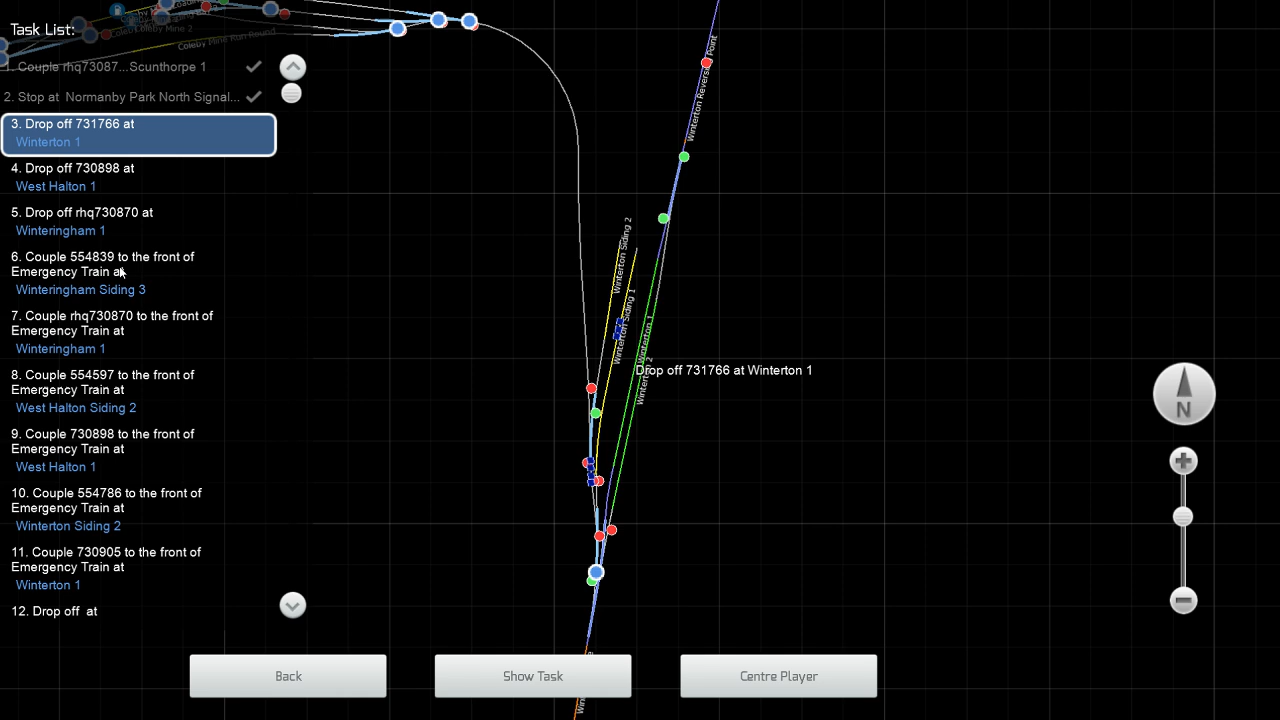 Task List:
1. Couple rhq73087...Scunthorpe 1
2. Stop at Normanby Park North Signal...
3. Drop off 731766 at
Winterton 1
4. Drop off 730898 at
West Halton 1
5. Drop off rhq730870 at
Winteringham 1
6. Couple 554839 to the front of
Emergency Train at
Winteringham Siding 3
7. Couple rhq730870 to the front of
Emergency Train at
Winteringham 1
8. Couple 554597 to the front of
Emergency Train at
West Halton Siding 2
9. Couple 730898 to the front of
Emergency Train at
West Halton 1
10. Couple 554786 to the front of
Emergency Train at
Winterton Siding 2
11. Couple 730905 to the front of
Emergency Train at
Winterton 1
12. Drop off at
Coleby Mine 2
Coleby Mine Run Round
Winterton Siding 2
Winterton Siding 1
Winterton 1
Drop off 731766 at Winterton 1
N
Back
Show Task
Centre Player